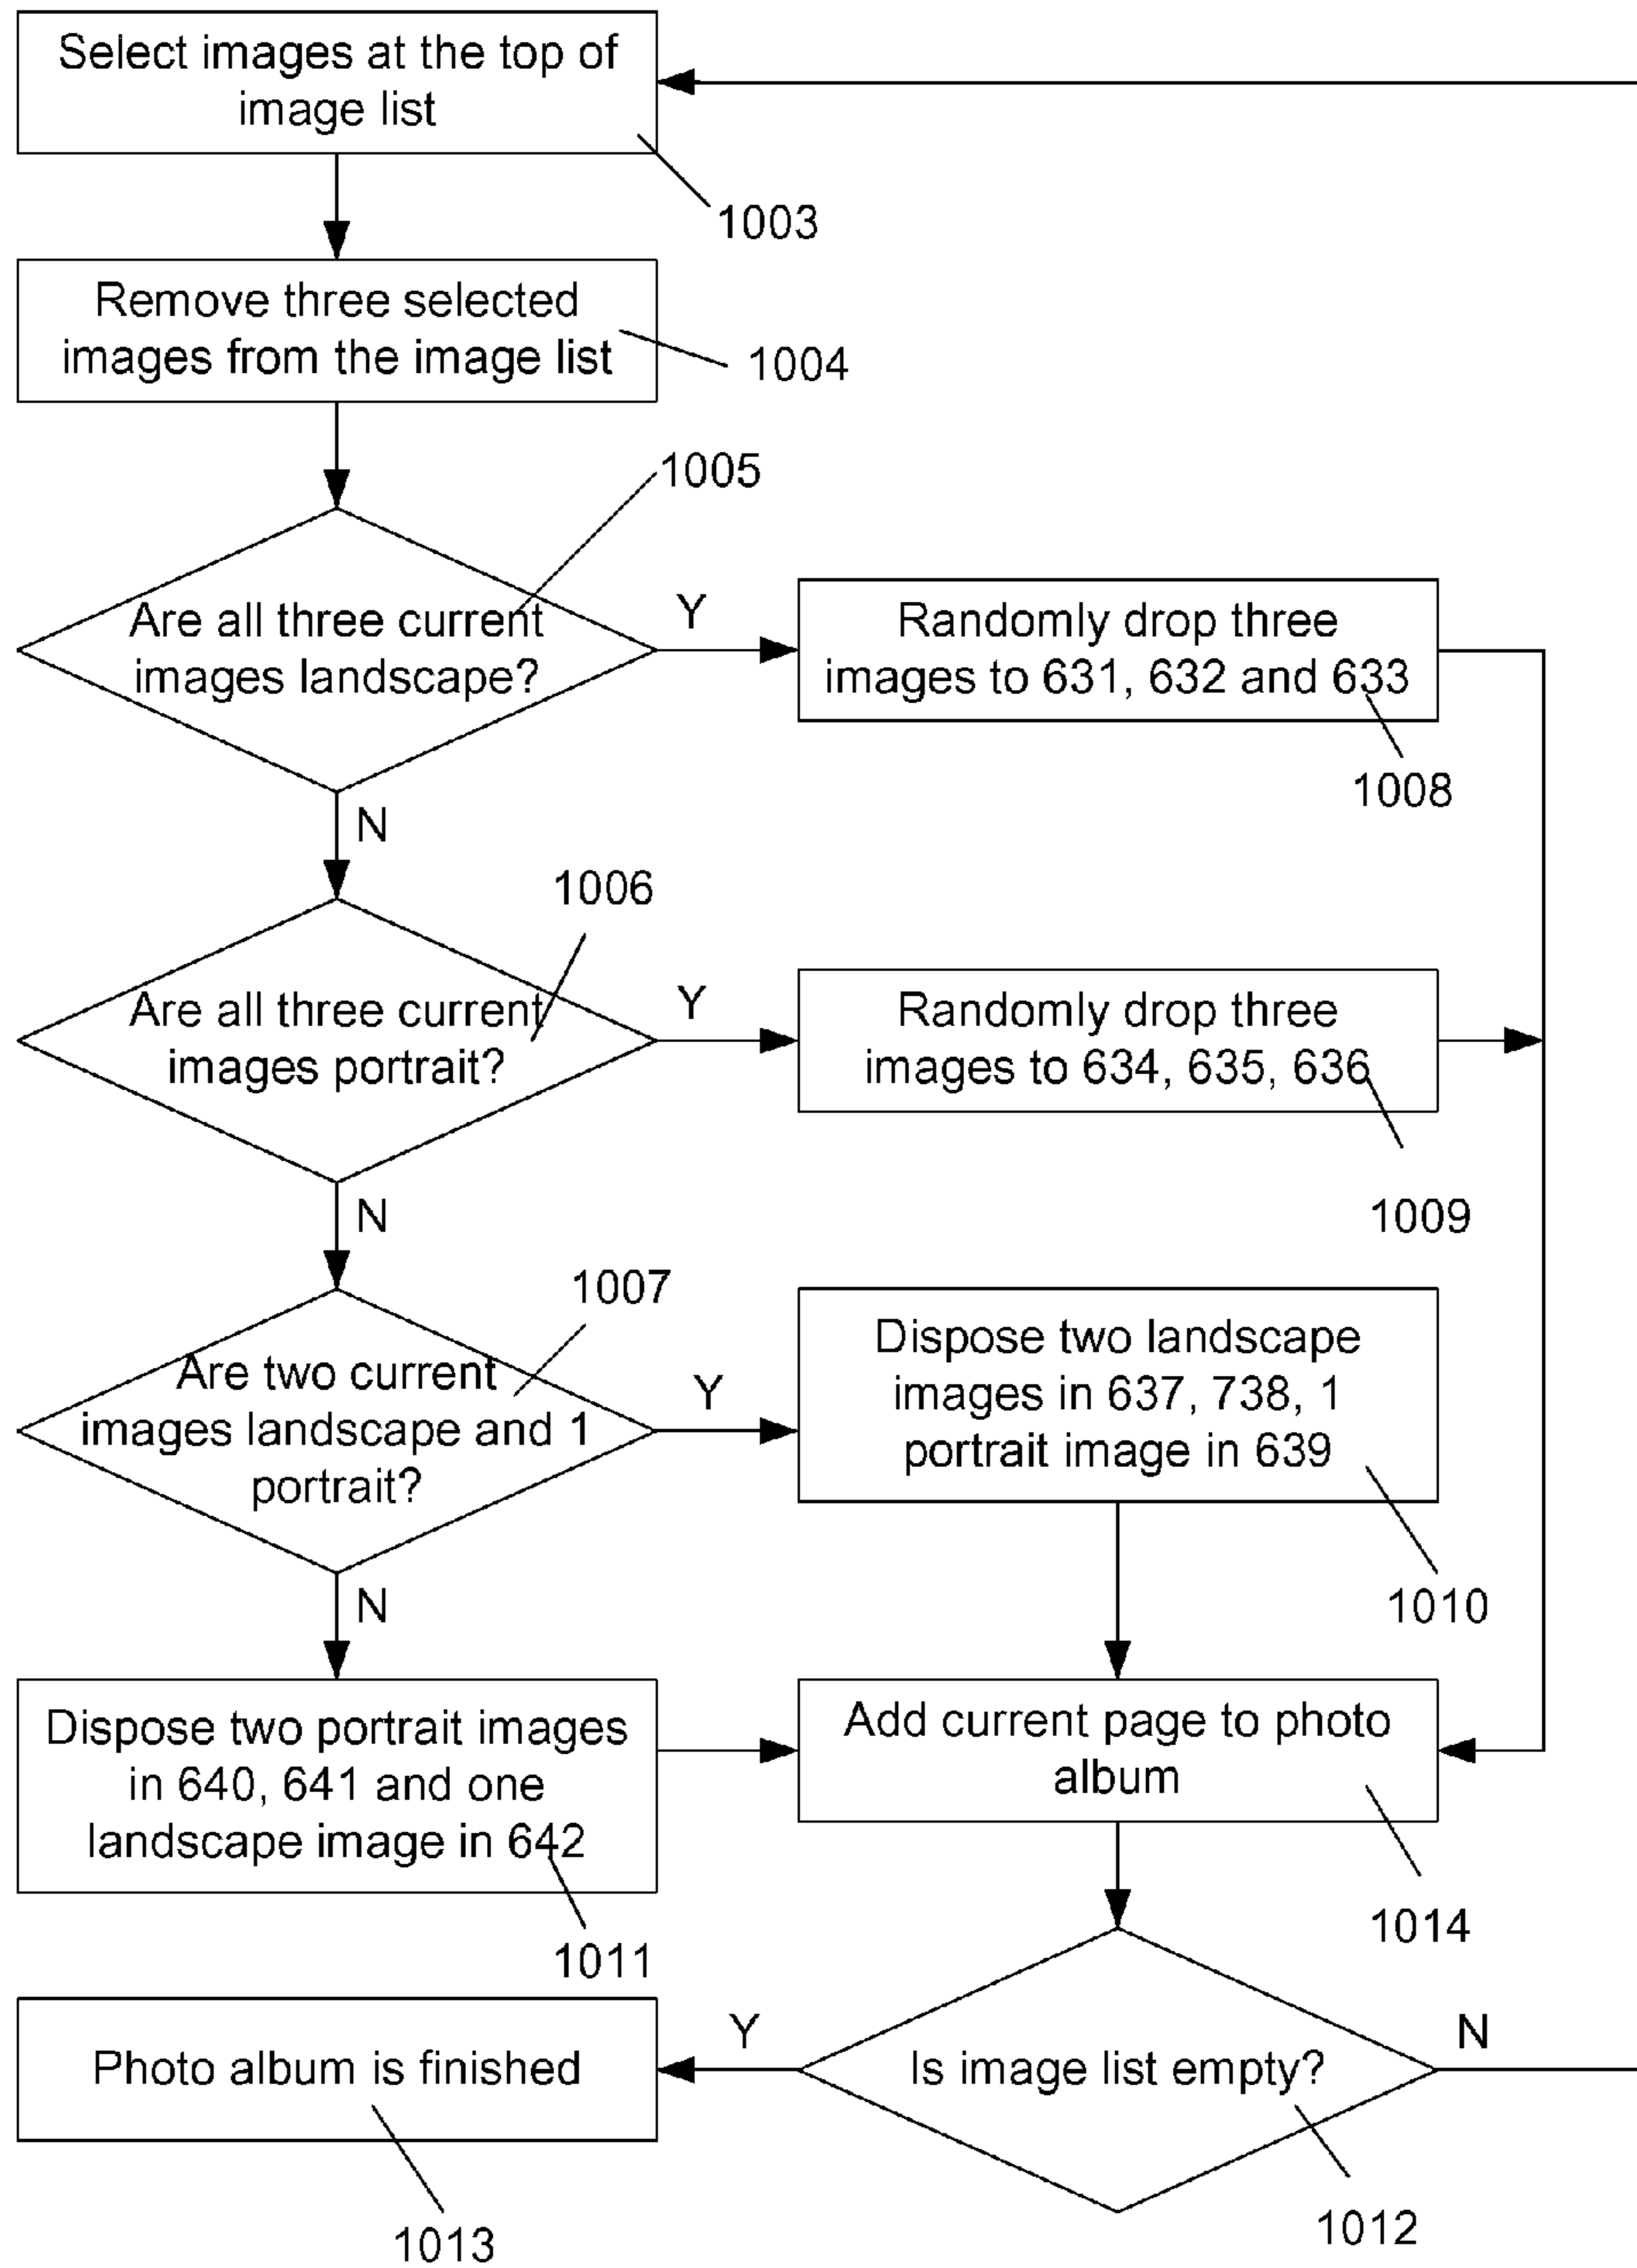 Select images at the top of
image list
1003
Remove three selected
images from the image list
1004
1005
Are all three current
images landscape?
Y
Randomly drop three
images to 631, 632 and 633
1008
N
1006
Are all three current
images portrait?
Y
Randomly drop three
images to 634, 635, 636
1009
N
1007
Are two current
images landscape and 1
portrait?
Y
Dispose two landscape
images in 637, 738, 1
portrait image in 639
1010
N
Dispose two portrait images
in 640, 641 and one
landscape image in 642
1011
Add current page to photo
album
1014
Photo album is finished
1013
Y
Is image list empty?
N
1012